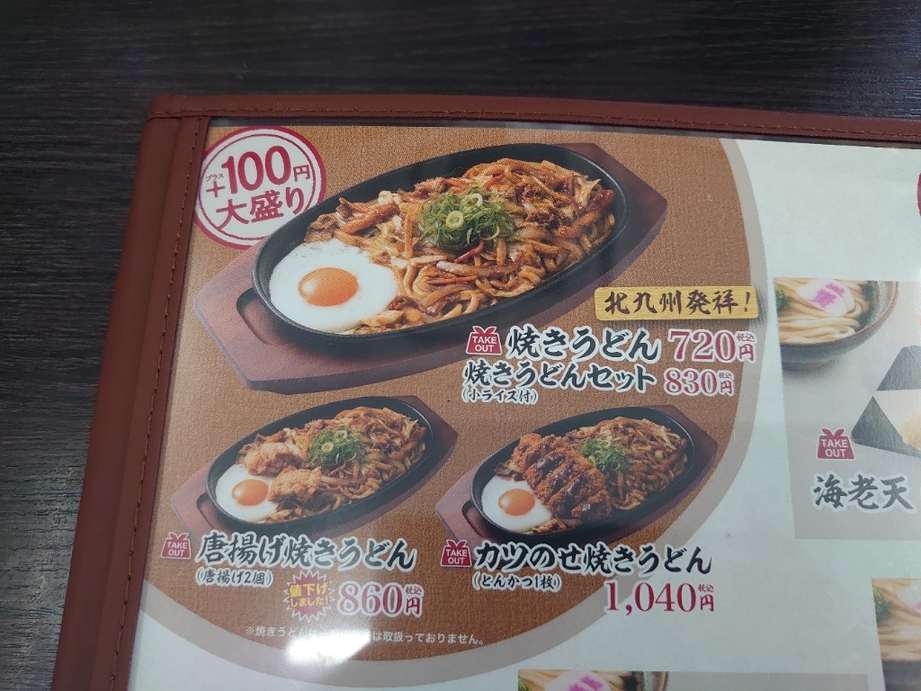 プラス
+100円
大盛り
北九州発祥!
TAKE OUT
焼きうどん 720円 税込
焼きうどんセット 830円 税込
(小ライス付)
TAKE OUT
唐揚げ焼きうどん
(唐揚げ2個)
値下げしました!
860円 税込
TAKE OUT
カツのせ焼きうどん
(とんかつ1枚)
1,040円 税込
※焼きうどん は取扱っておりません。
TAKE OUT
海老天